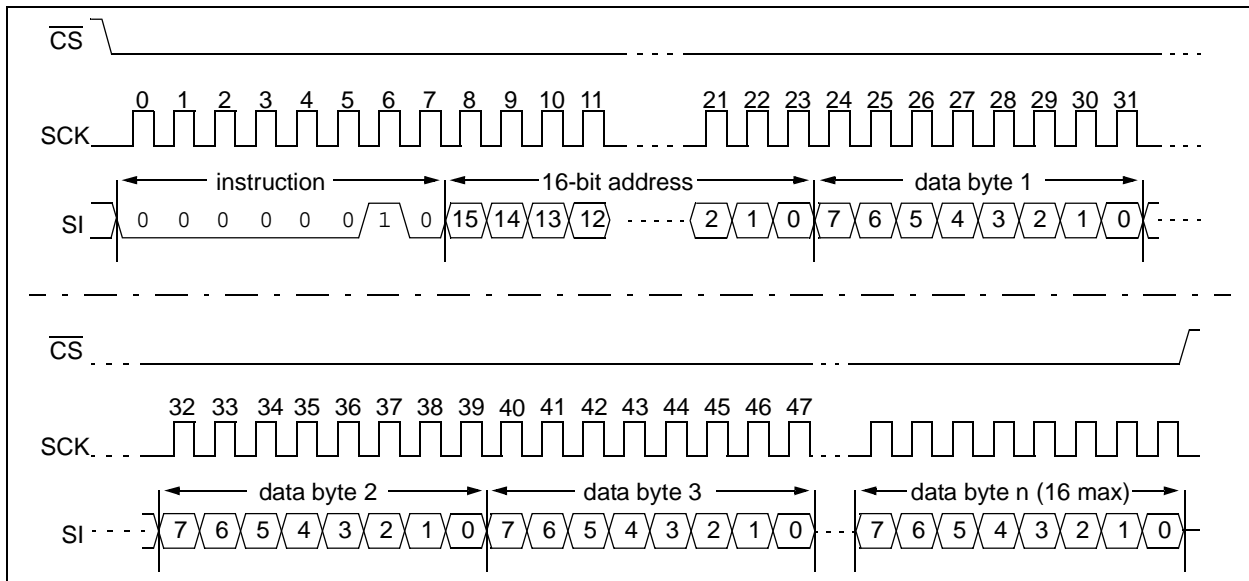 CS
0 1 2 3 4 5 6 7 8 9 10 11 21 22 23 24 25 26 27 28 29 30 31
SCK
instruction 16-bit address data byte 1
SI 0 0 0 0 0 0 1 0 15 14 13 12 2 1 0 7 6 5 4 3 2 1 0
CS
32 33 34 35 36 37 38 39 40 41 42 43 44 45 46 47
SCK
data byte 2 data byte 3 data byte n (16 max)
SI 7 6 5 4 3 2 1 0 7 6 5 4 3 2 1 0 7 6 5 4 3 2 1 0